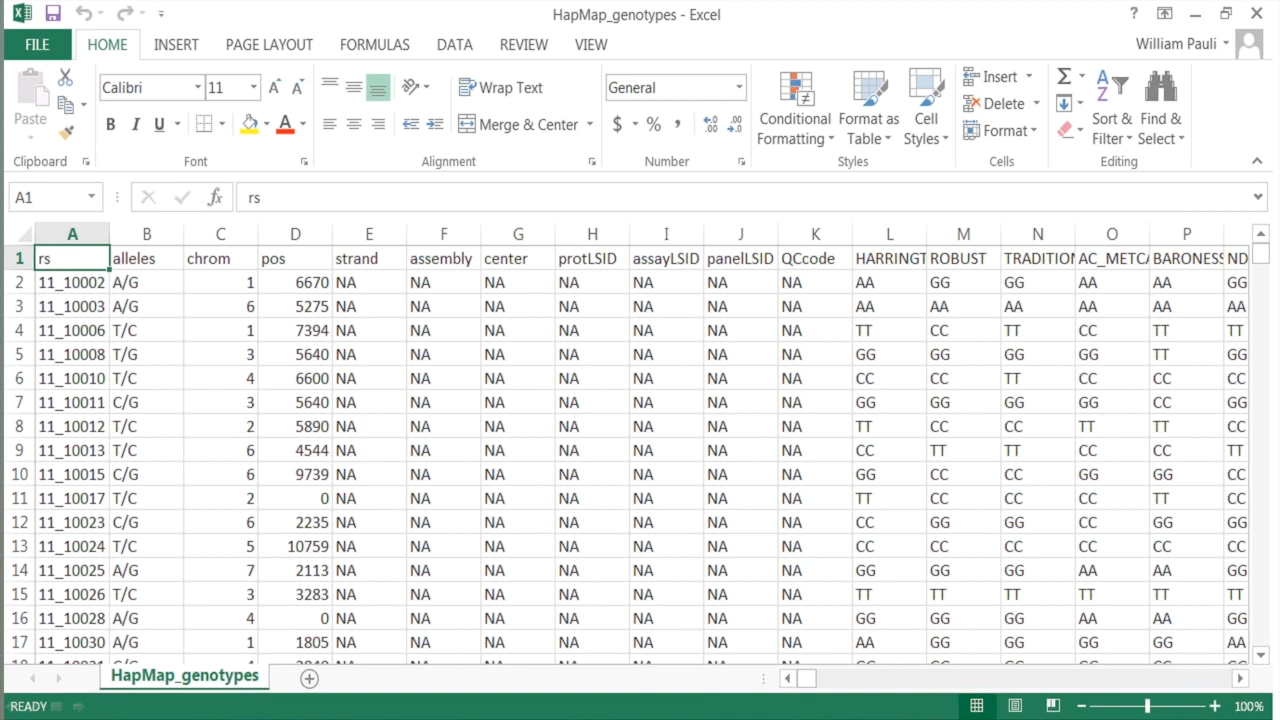 HapMap_genotypes - Excel
?
FILE HOME INSERT PAGE LAYOUT FORMULAS DATA REVIEW VIEW William Pauli
Paste
Clipboard
Calibri 11
B I U A
Font
Wrap Text
Merge & Center
Alignment
General
$ % ,
Number
Conditional Formatting
Format as Table
Cell Styles
Styles
Insert
Delete
Format
Cells
Sort & Filter
Find & Select
Editing
A1 fx rs
A B C D E F G H I J K L M N O P
1 rs alleles chrom pos strand assembly center protLSID assayLSID panelLSID QCcode HARRINGT ROBUST TRADITION AC_METCA BARONESS ND
2 11_10002 A/G 1 6670 NA NA NA NA NA NA NA AA GG GG AA AA GG
3 11_10003 A/G 6 5275 NA NA NA NA NA NA NA AA AA AA AA AA AA
4 11_10006 T/C 1 7394 NA NA NA NA NA NA NA TT CC TT CC TT TT
5 11_10008 T/G 3 5640 NA NA NA NA NA NA NA GG GG GG GG TT GG
6 11_10010 T/C 4 6600 NA NA NA NA NA NA NA CC CC TT CC CC CC
7 11_10011 C/G 3 5640 NA NA NA NA NA NA NA GG GG GG GG CC GG
8 11_10012 T/C 2 5890 NA NA NA NA NA NA NA TT CC CC TT TT CC
9 11_10013 T/C 6 4544 NA NA NA NA NA NA NA CC TT TT CC CC TT
10 11_10015 C/G 6 9739 NA NA NA NA NA NA NA GG CC CC GG GG CC
11 11_10017 T/C 2 0 NA NA NA NA NA NA NA TT CC CC CC TT CC
12 11_10023 C/G 6 2235 NA NA NA NA NA NA NA CC GG GG CC GG GG
13 11_10024 T/C 5 10759 NA NA NA NA NA NA NA CC CC CC CC CC CC
14 11_10025 A/G 7 2113 NA NA NA NA NA NA NA GG GG GG AA AA GG
15 11_10026 T/C 3 3283 NA NA NA NA NA NA NA TT TT TT TT TT TT
16 11_10028 A/G 4 0 NA NA NA NA NA NA NA GG GG GG AA AA GG
17 11_10030 A/G 1 1805 NA NA NA NA NA NA NA AA GG GG GG GG AA
HapMap_genotypes
READY 100%